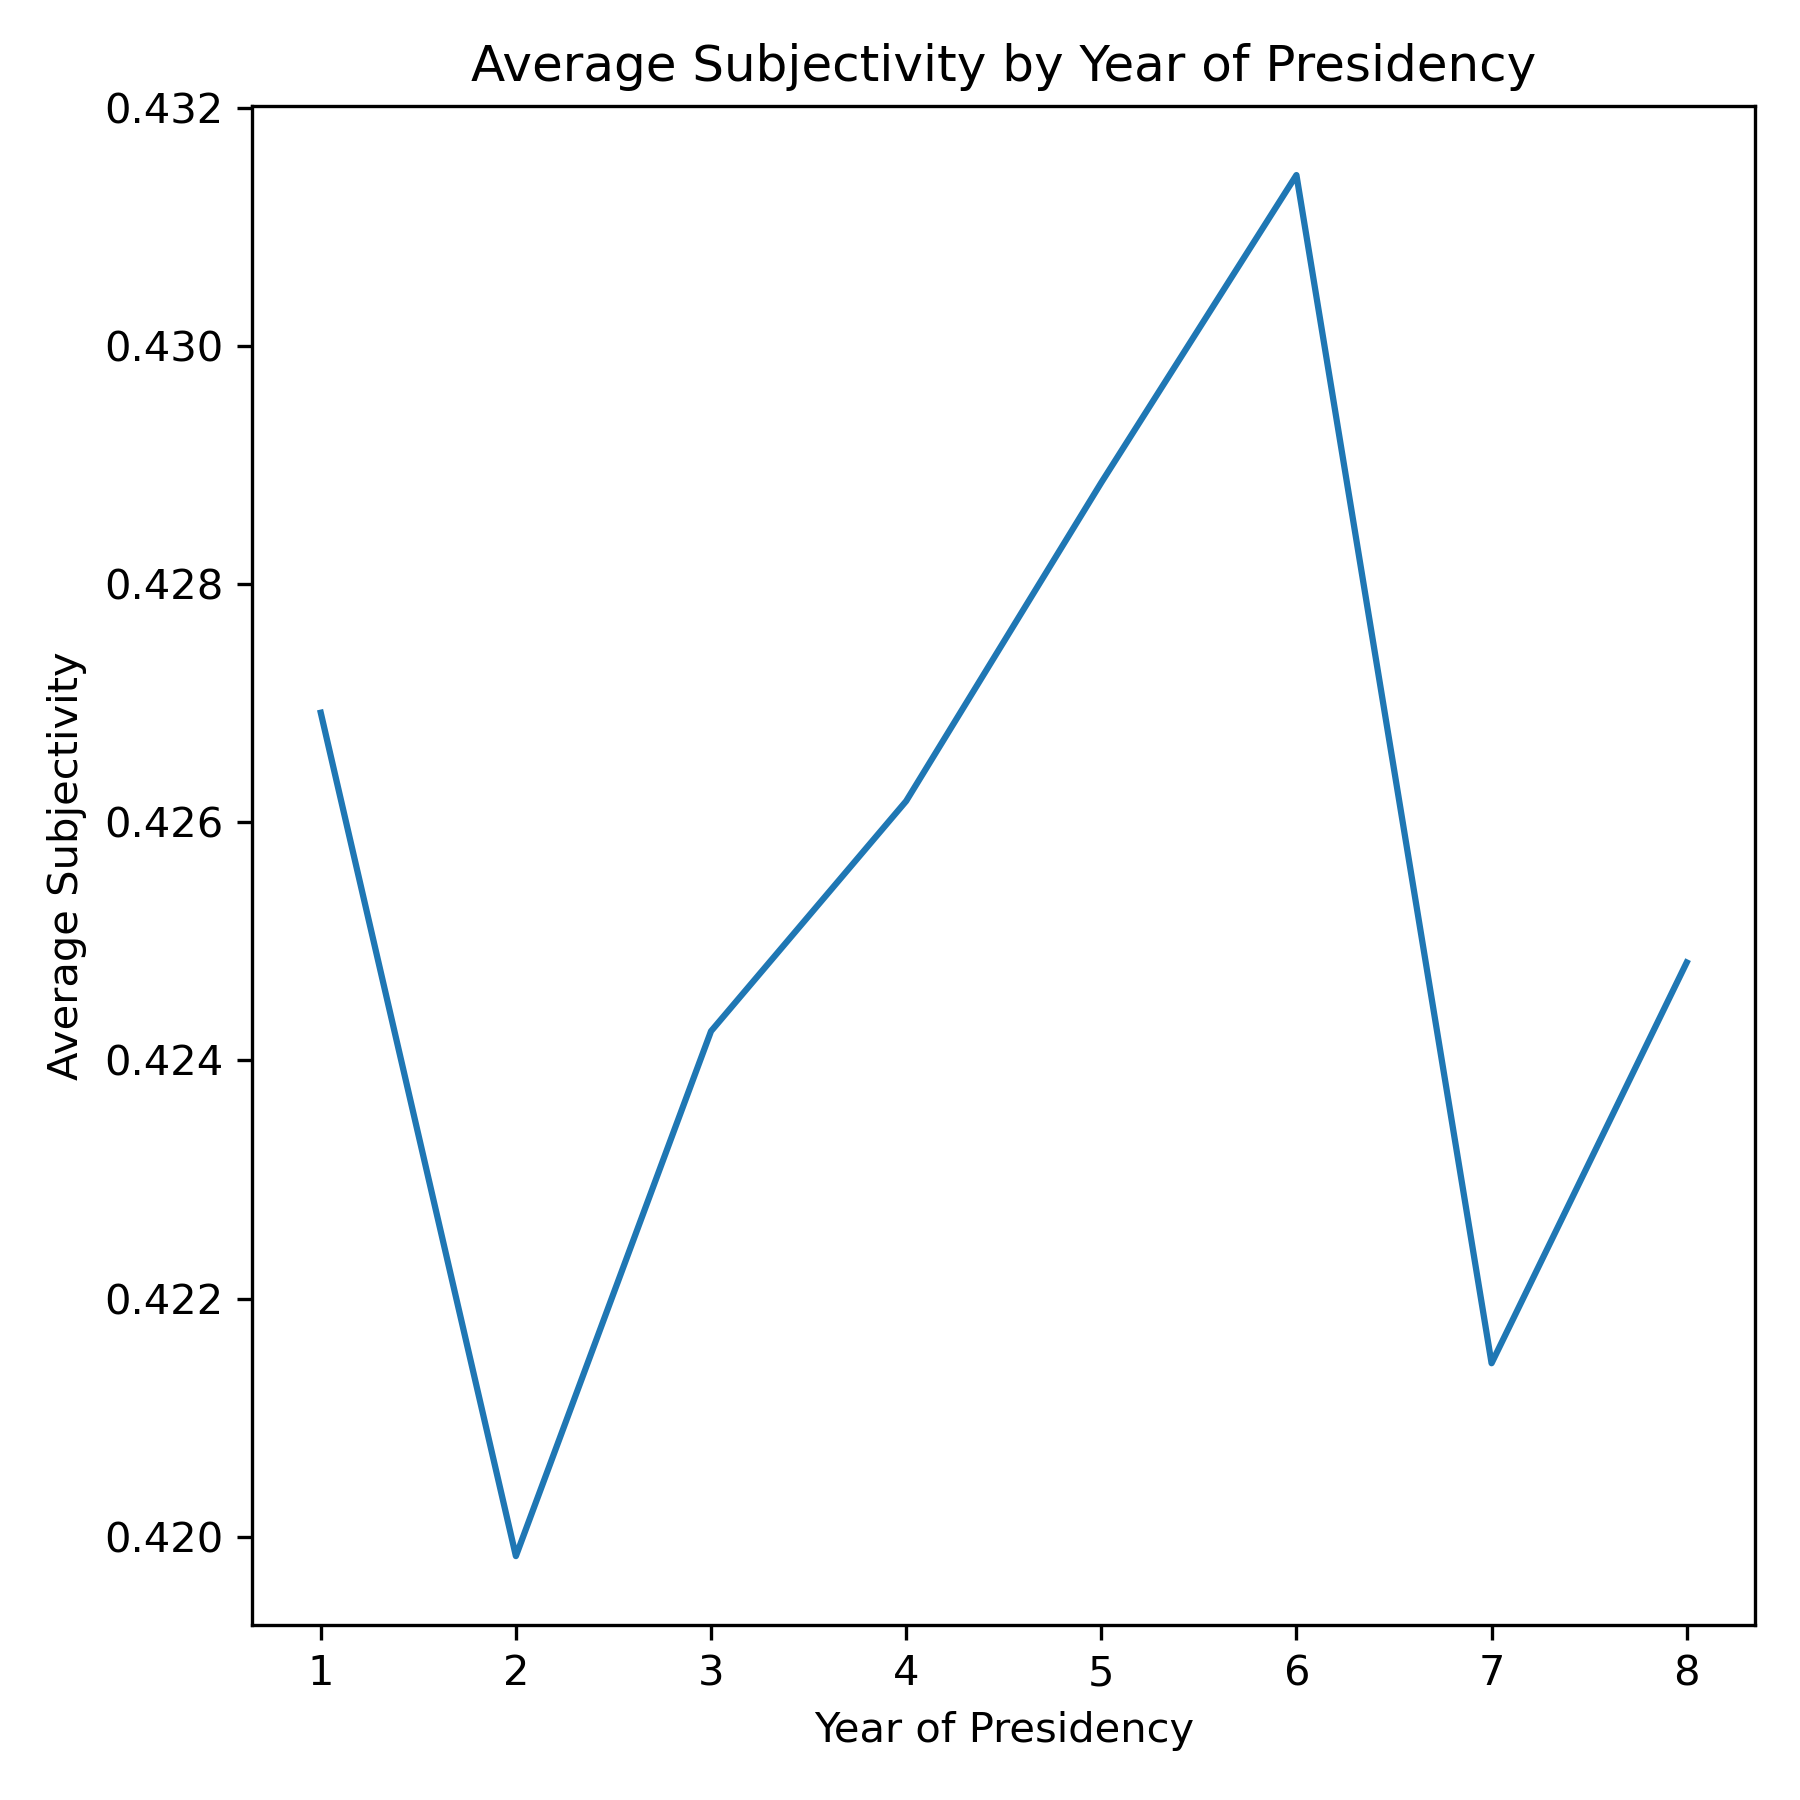 Average Subjectivity by Year of Presidency
0.432
0.430
0.428
0.426
0.424
0.422
0.420
Average Subjectivity
1 2 3 4 5 6 7 8
Year of Presidency